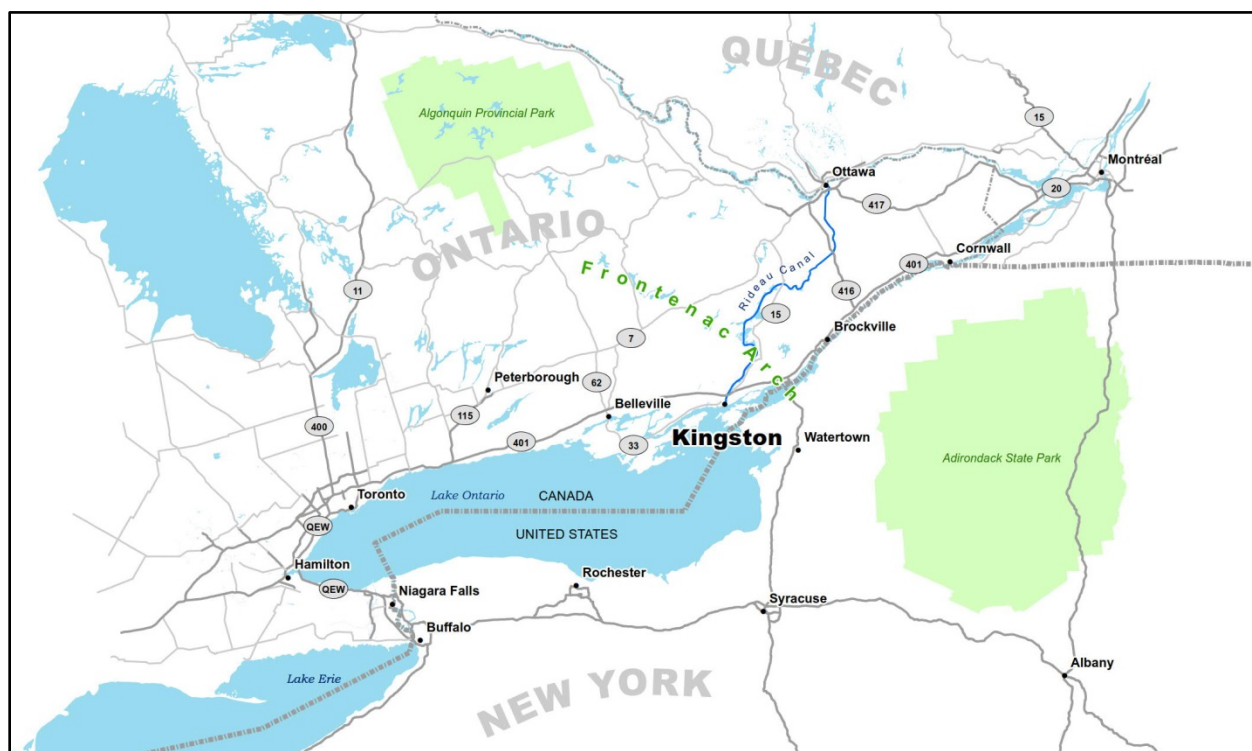 QUÉBEC
Algonquin Provincial Park
15
Montréal
Ottawa
20
417
ONTARIO
Cornwall
401
Rideau Canal
Frontenac Arch
11
416
15
Brockville
7
Peterborough
62
Belleville
115
400
Kingston
33
401
Watertown
Adirondack State Park
Toronto
Lake Ontario
CANADA
QEW
UNITED STATES
Hamilton
Rochester
QEW
Niagara Falls
Syracuse
Buffalo
Albany
Lake Erie
NEW YORK